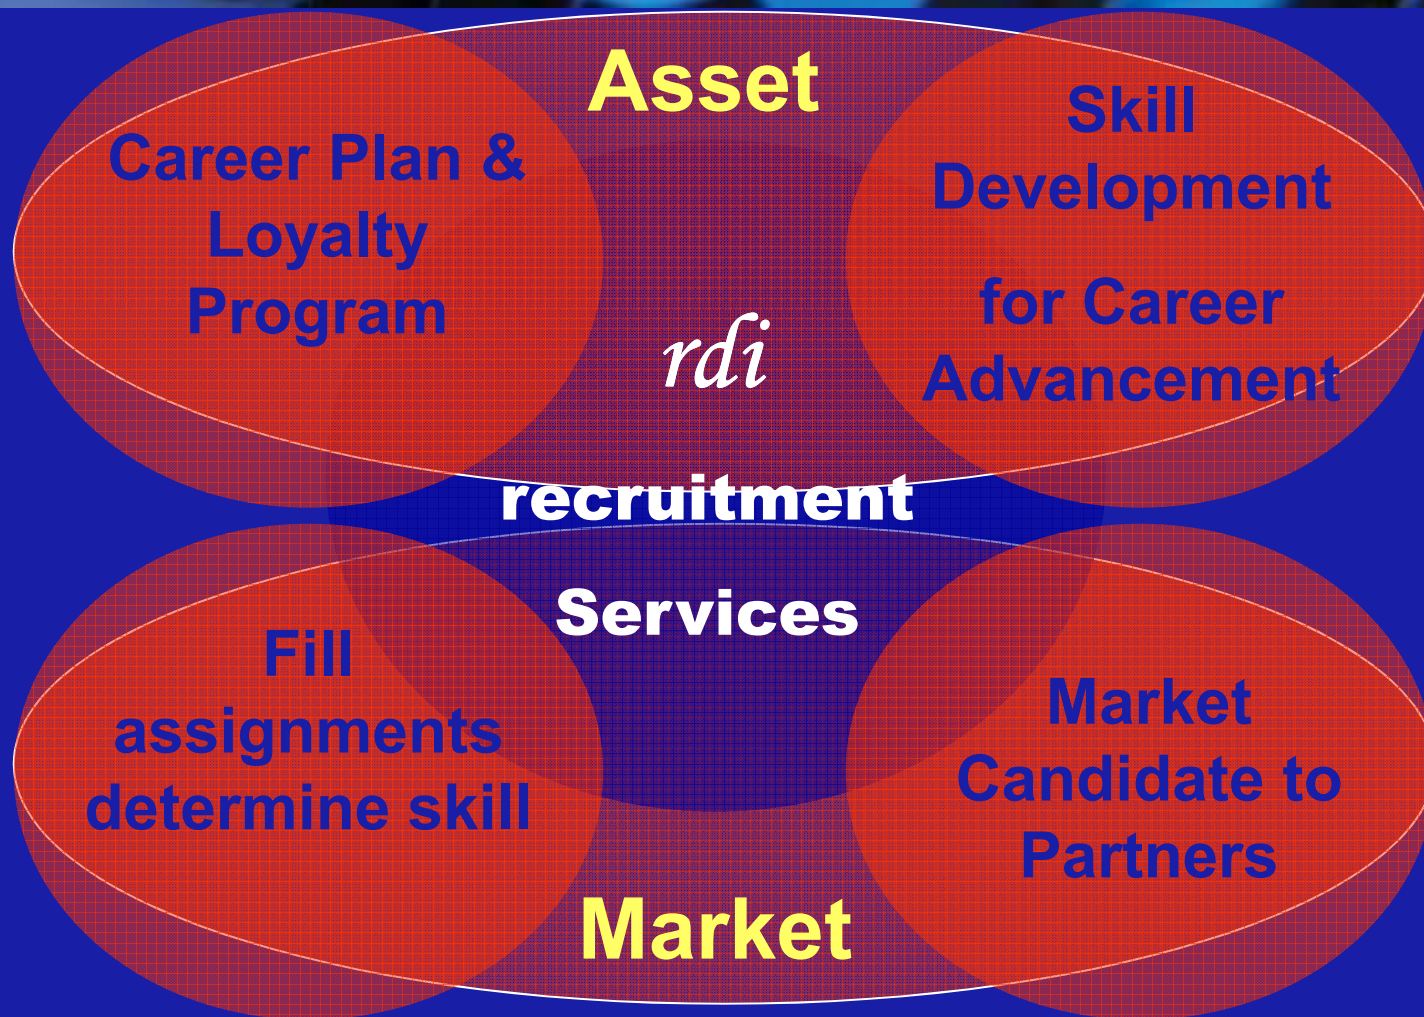 Asset
Career Plan &
Loyalty
Program
Skill
Development
for Career
Advancement
rdi
recruitment
Services
Fill
assignments
determine skill
Market
Candidate to
Partners
Market